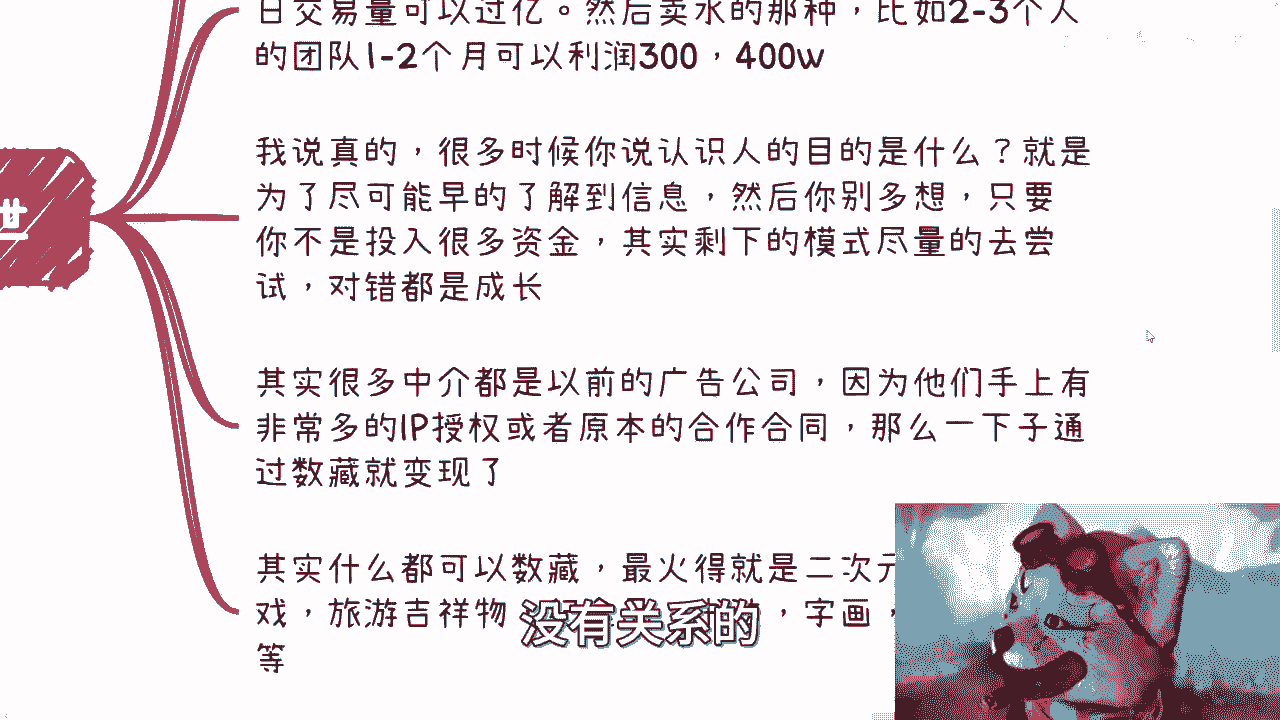 日交易量可以过亿。然后卖水的那种，比如2-3个人
的团队1-2个月可以利润300，400w
我说真的，很多时候你说认识人的目的是什么？就是
为了尽可能早的了解到信息，然后你别多想，只要
你不是投入很多资金，其实剩下的模式尽量的去尝
试，对错都是成长
世
其实很多中介都是以前的广告公司，因为他们手上有
非常多的IP授权或者原本的合作合同，那么一下子通
过数藏就变现了
其实什么都可以数藏，最火得就是二次元
戏，旅游吉祥物
，字画，
等
没有关系的